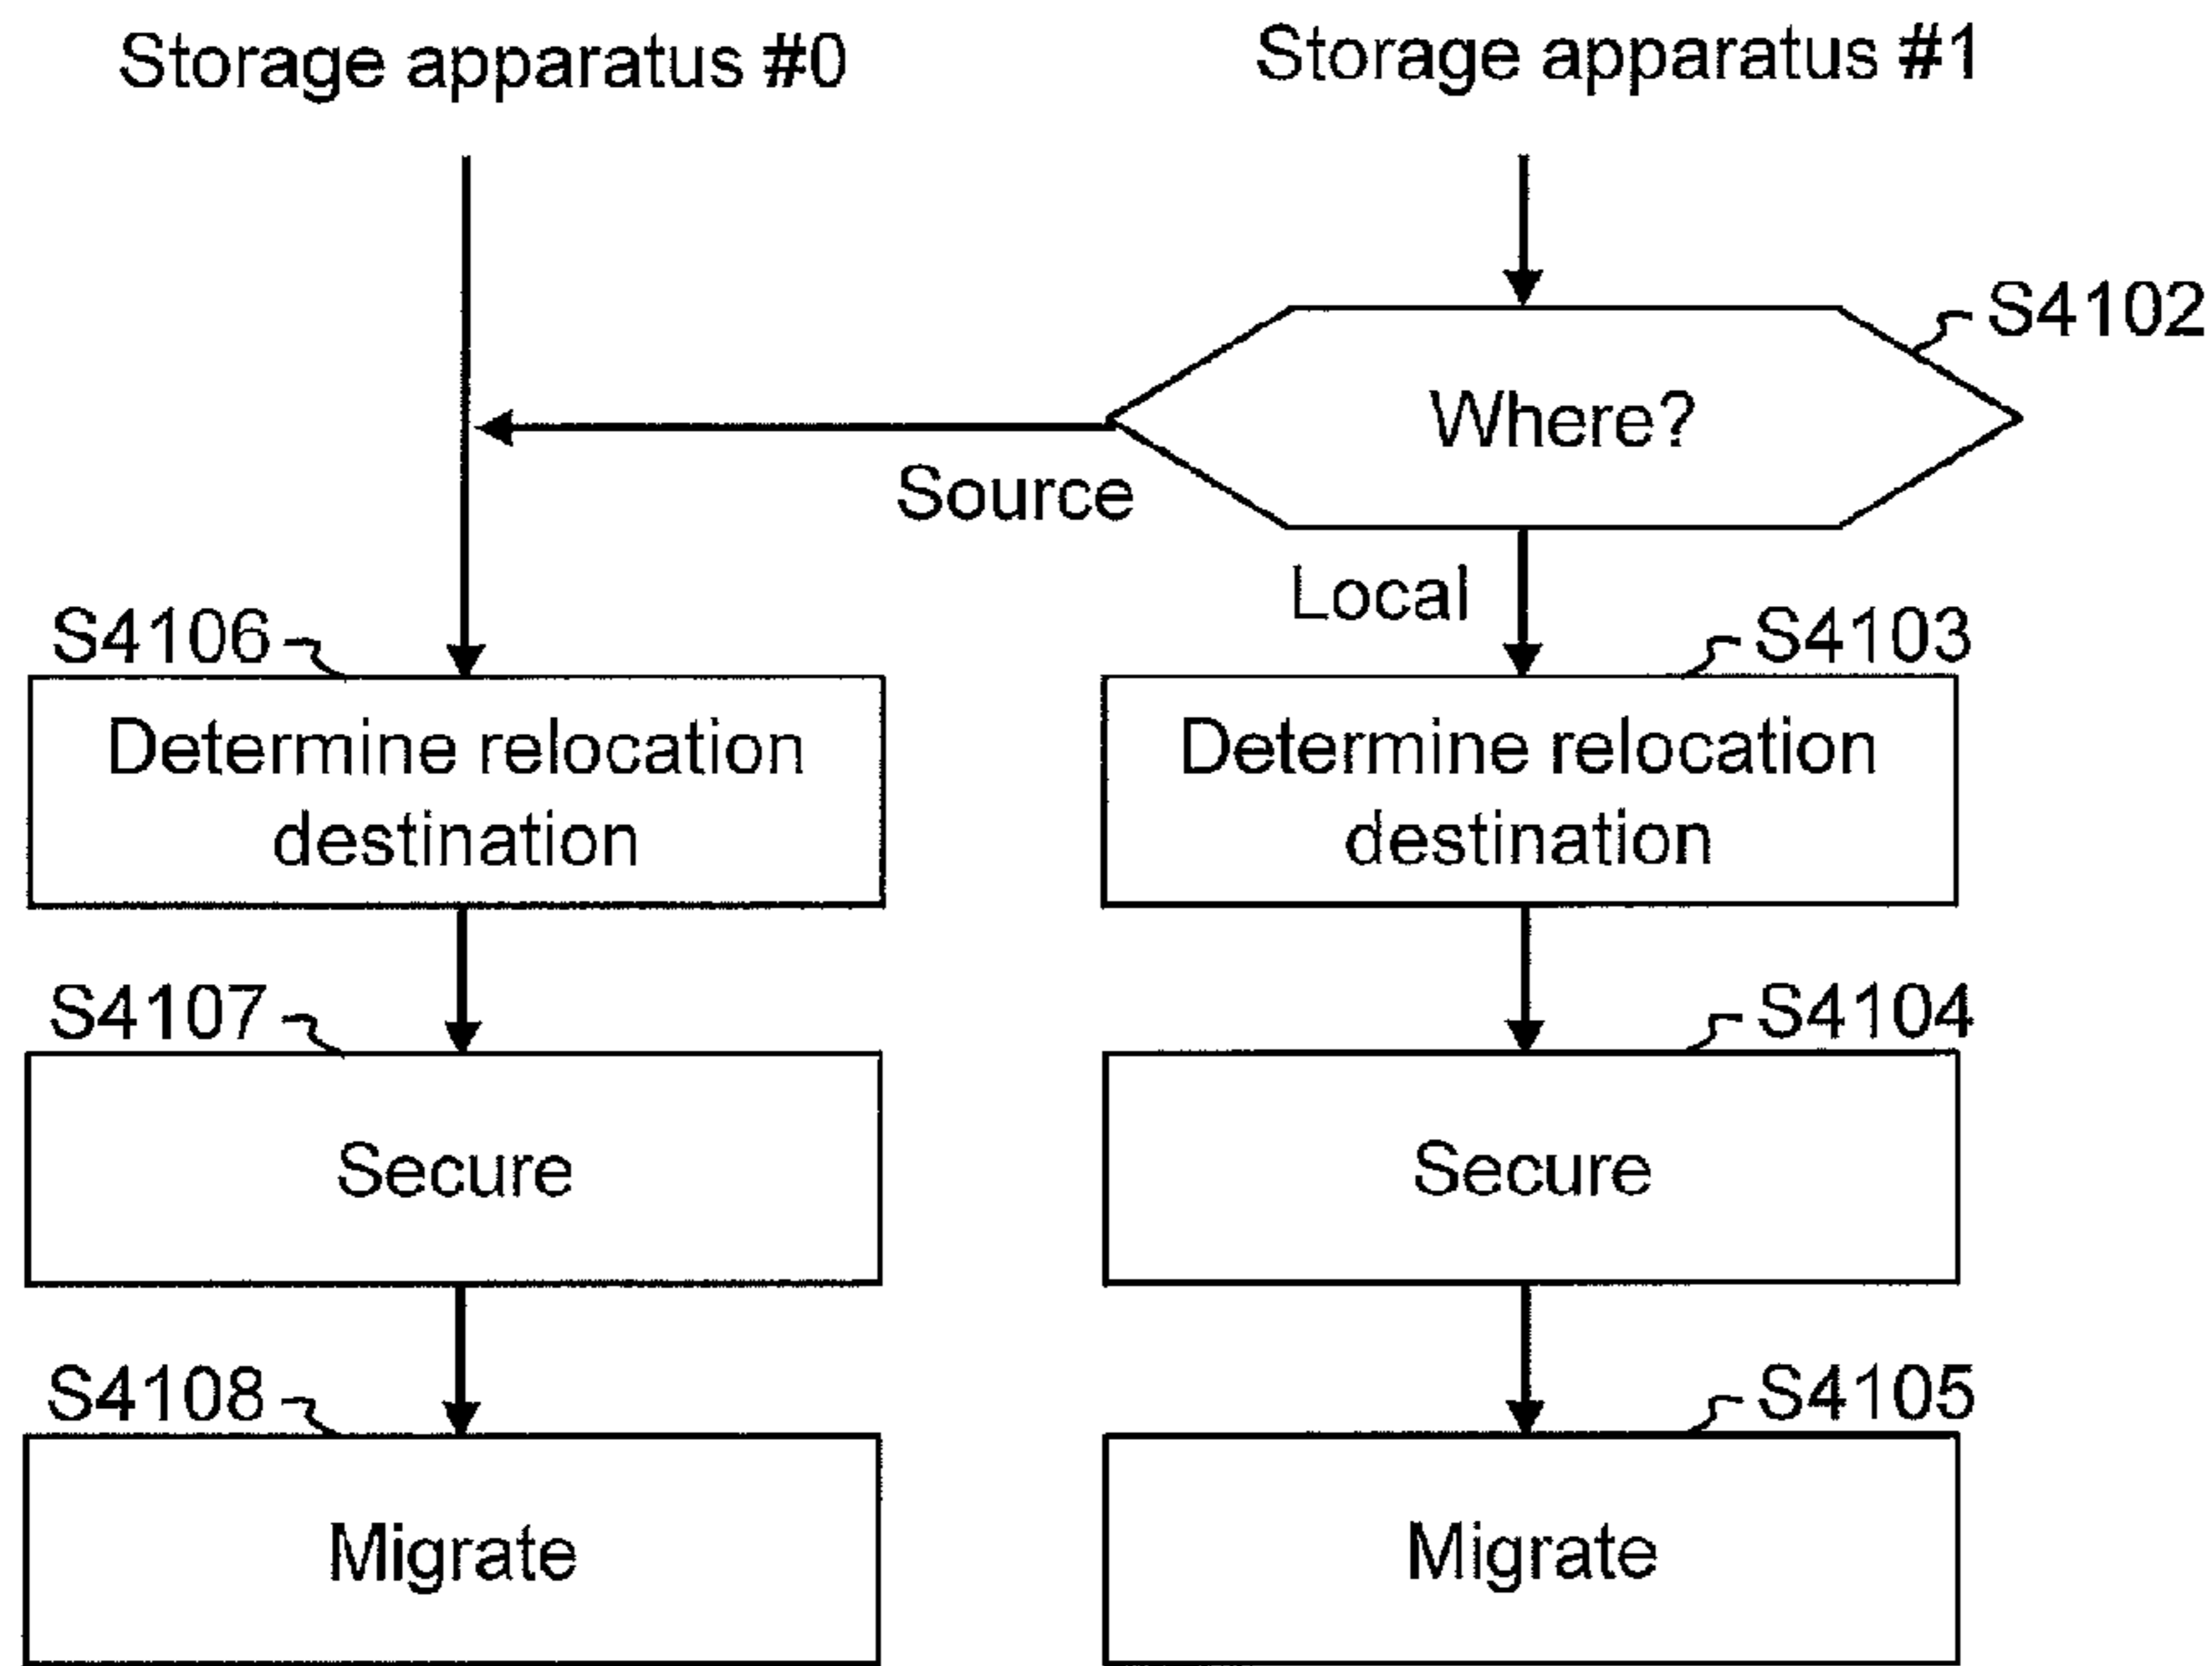 Storage apparatus #0
Storage apparatus #1
S4102
Where?
Source
Local
S4106
S4103
Determine relocation
destination
Determine relocation
destination
S4107
S4104
Secure
Secure
S4108
S4105
Migrate
Migrate